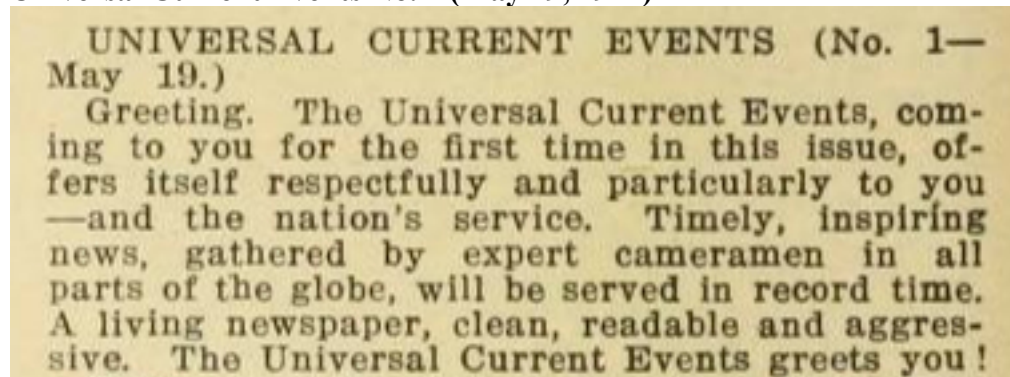 UNIVERSAL CURRENT EVENTS (No. 1—
May 19.)
Greeting. The Universal Current Events, com-
ing to you for the first time in this issue, of-
fers itself respectfully and particularly to you
—and the nation's service. Timely, inspiring
news, gathered by expert cameramen in all
parts of the globe, will be served in record time.
A living newspaper, clean, readable and aggres-
sive. The Universal Current Events greets you!